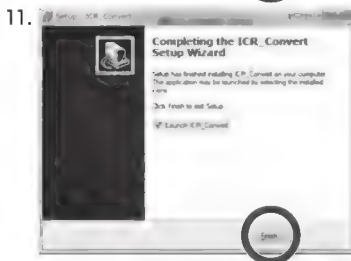 11.
Setup - ICR_Convert
Completing the ICR_Convert
Setup Wizard
Setup has finished installing ICR_Convert on your computer.
The application may be launched by selecting the installed
icons.
Click Finish to exit Setup.
Launch ICR_Convert
Finish